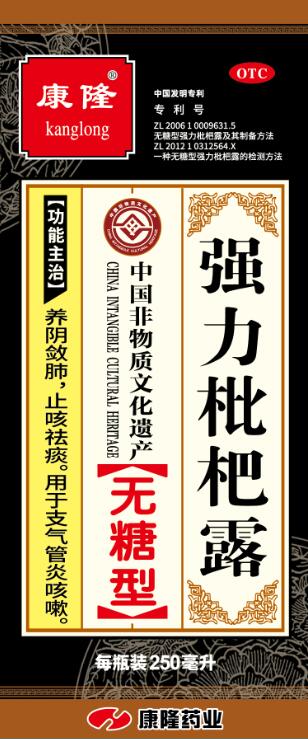 康隆®
kanglong
OTC
中国发明专利
专利号
ZL 2006 1 0009631.5
无糖型强力枇杷露及其制备方法
ZL 2012 1 0312564.X
一种无糖型强力枇杷露的检测方法
强力枇杷露
中国非物质文化遗产
CHINA INTANGIBLE CULTURAL HERITAGE
【无糖型】
【功能主治】
养阴敛肺，止咳祛痰。用于支气管炎咳嗽。
每瓶装250毫升
康隆药业